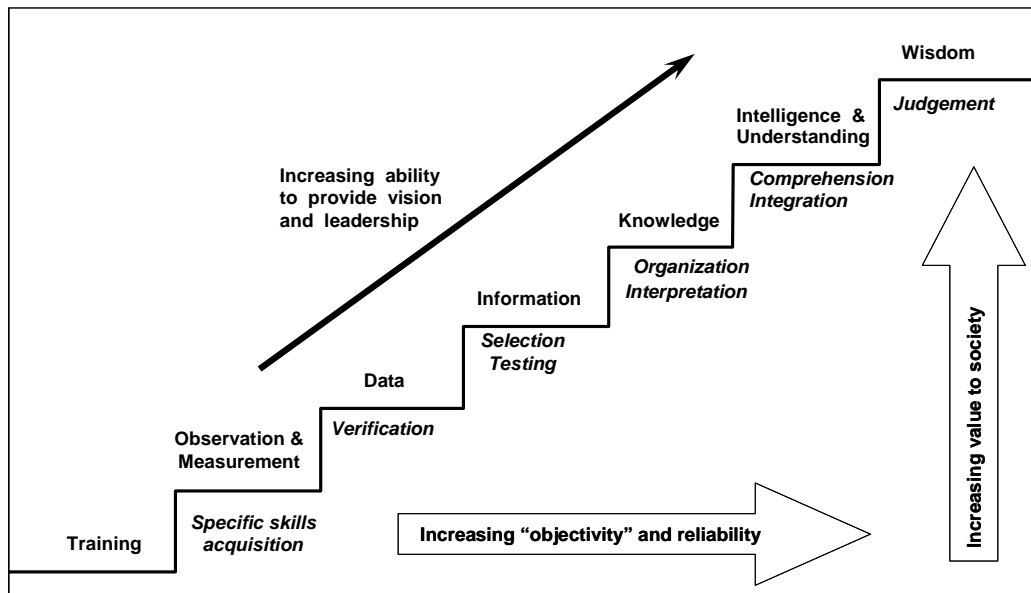 Wisdom
Judgement
Intelligence &
Understanding
Comprehension
Integration
Increasing ability
to provide vision
and leadership
Knowledge
Organization
Interpretation
Information
Selection
Testing
Data
Verification
Observation &
Measurement
Specific skills
acquisition
Training
Increasing “objectivity” and reliability
Increasing value to society